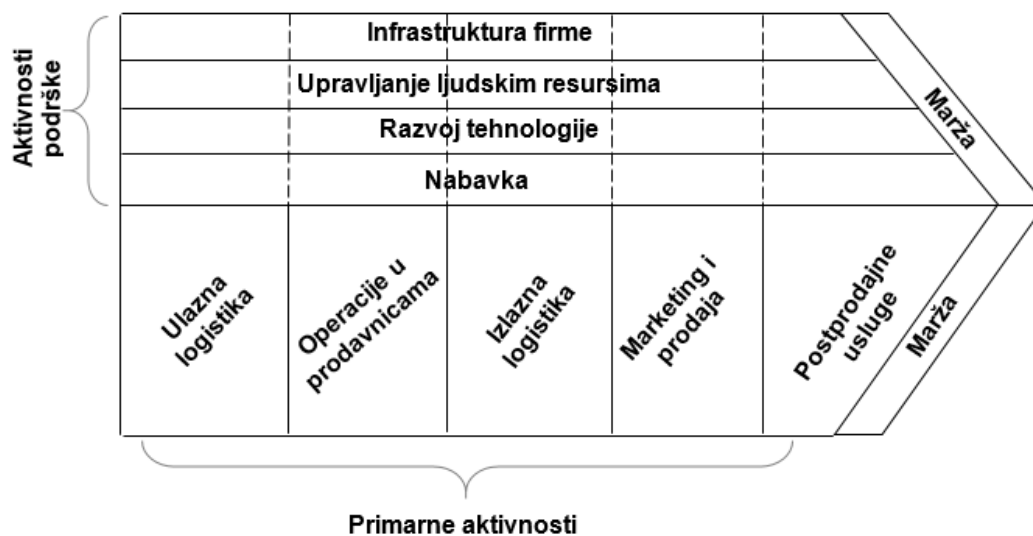 Aktivnosti
podrške
Infrastruktura firme
Upravljanje ljudskim resursima
Razvoj tehnologije
Nabavka
Marža
Ulazna
logistika
Operacije u
prodavnicama
Izlazna
logistika
Marketing i
prodaja
Postprodajne
usluge
Marža
Primarne aktivnosti